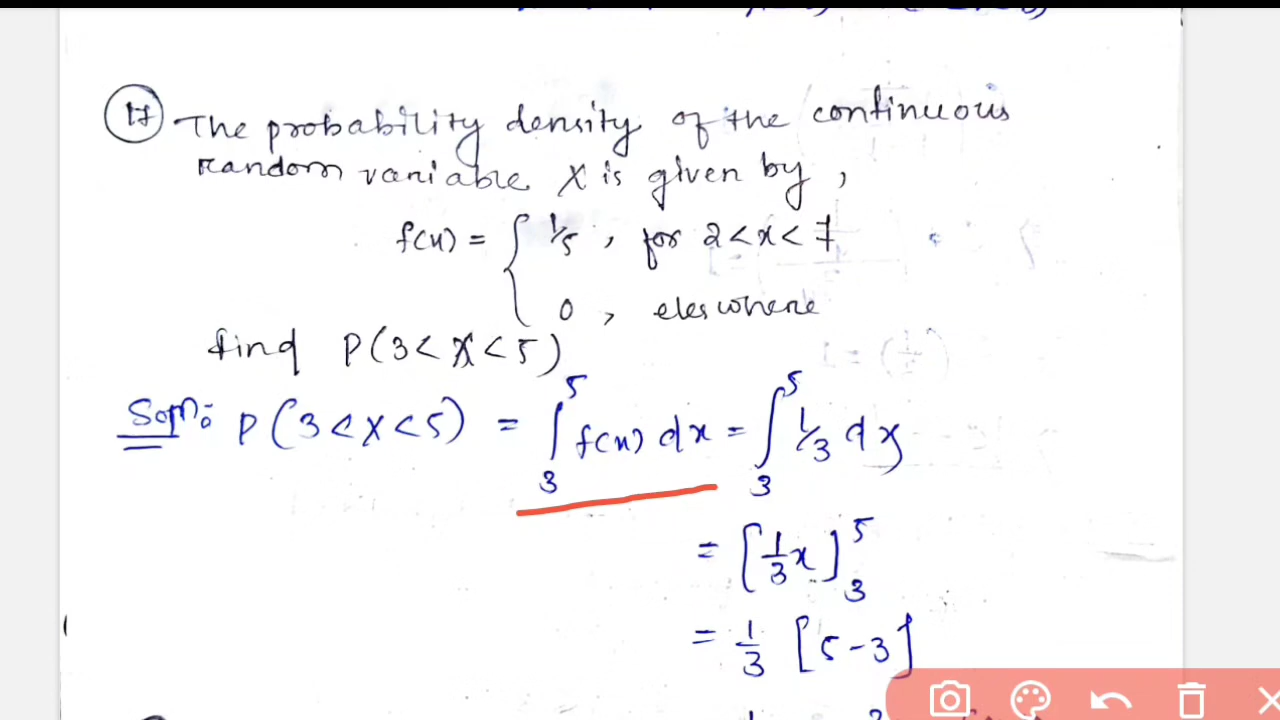 17 The probability density of the continuous
random variable X is given by,
f(x) = { 1/5, for 2<x<7
0, eleswhere
find P(3<X<5)
Soln: P(3<X<5) = ∫₃⁵ f(x) dx = ∫₃⁵ 1/3 dx
= [1/3 x]₃⁵
= 1/3 [5-3]